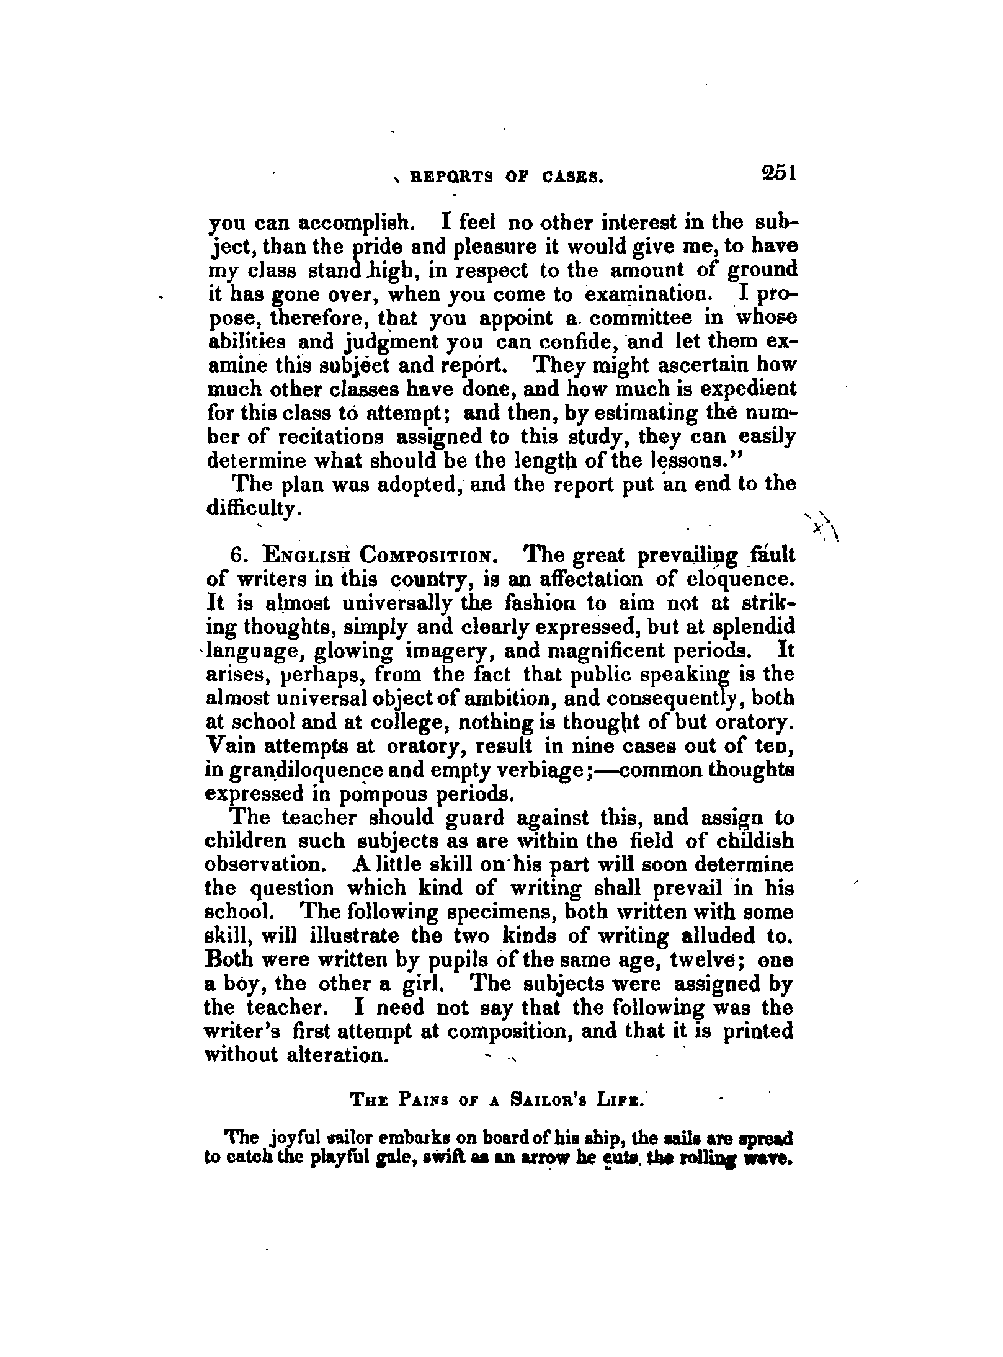 REPORTS OF CASES. 251
you can accomplish. I feel no other interest in the sub-
ject, than the pride and pleasure it would give me, to have
my class stand high, in respect to the amount of ground
it has gone over, when you come to examination. I pro-
pose, therefore, that you appoint a committee in whose
abilities and judgment you can confide, and let them ex-
amine this subject and report. They might ascertain how
much other classes have done, and how much is expedient
for this class to attempt; and then, by estimating the num-
ber of recitations assigned to this study, they can easily
determine what should be the length of the lessons."
The plan was adopted, and the report put an end to the
difficulty.
6. ENGLISH COMPOSITION. The great prevailing fault
of writers in this country, is an affectation of eloquence.
It is almost universally the fashion to aim not at strik-
ing thoughts, simply and clearly expressed, but at splendid
language, glowing imagery, and magnificent periods. It
arises, perhaps, from the fact that public speaking is the
almost universal object of ambition, and consequently, both
at school and at college, nothing is thought of but oratory.
Vain attempts at oratory, result in nine cases out of ten,
in grandiloquence and empty verbiage;—common thoughts
expressed in pompous periods.
The teacher should guard against this, and assign to
children such subjects as are within the field of childish
observation. A little skill on his part will soon determine
the question which kind of writing shall prevail in his
school. The following specimens, both written with some
skill, will illustrate the two kinds of writing alluded to.
Both were written by pupils of the same age, twelve; one
a boy, the other a girl. The subjects were assigned by
the teacher. I need not say that the following was the
writer's first attempt at composition, and that it is printed
without alteration.
THE PAINS OF A SAILOR'S LIFE.
The joyful sailor embarks on board of his ship, the sails are spread
to catch the playful gale, swift as an arrow he cuts the rolling wave.